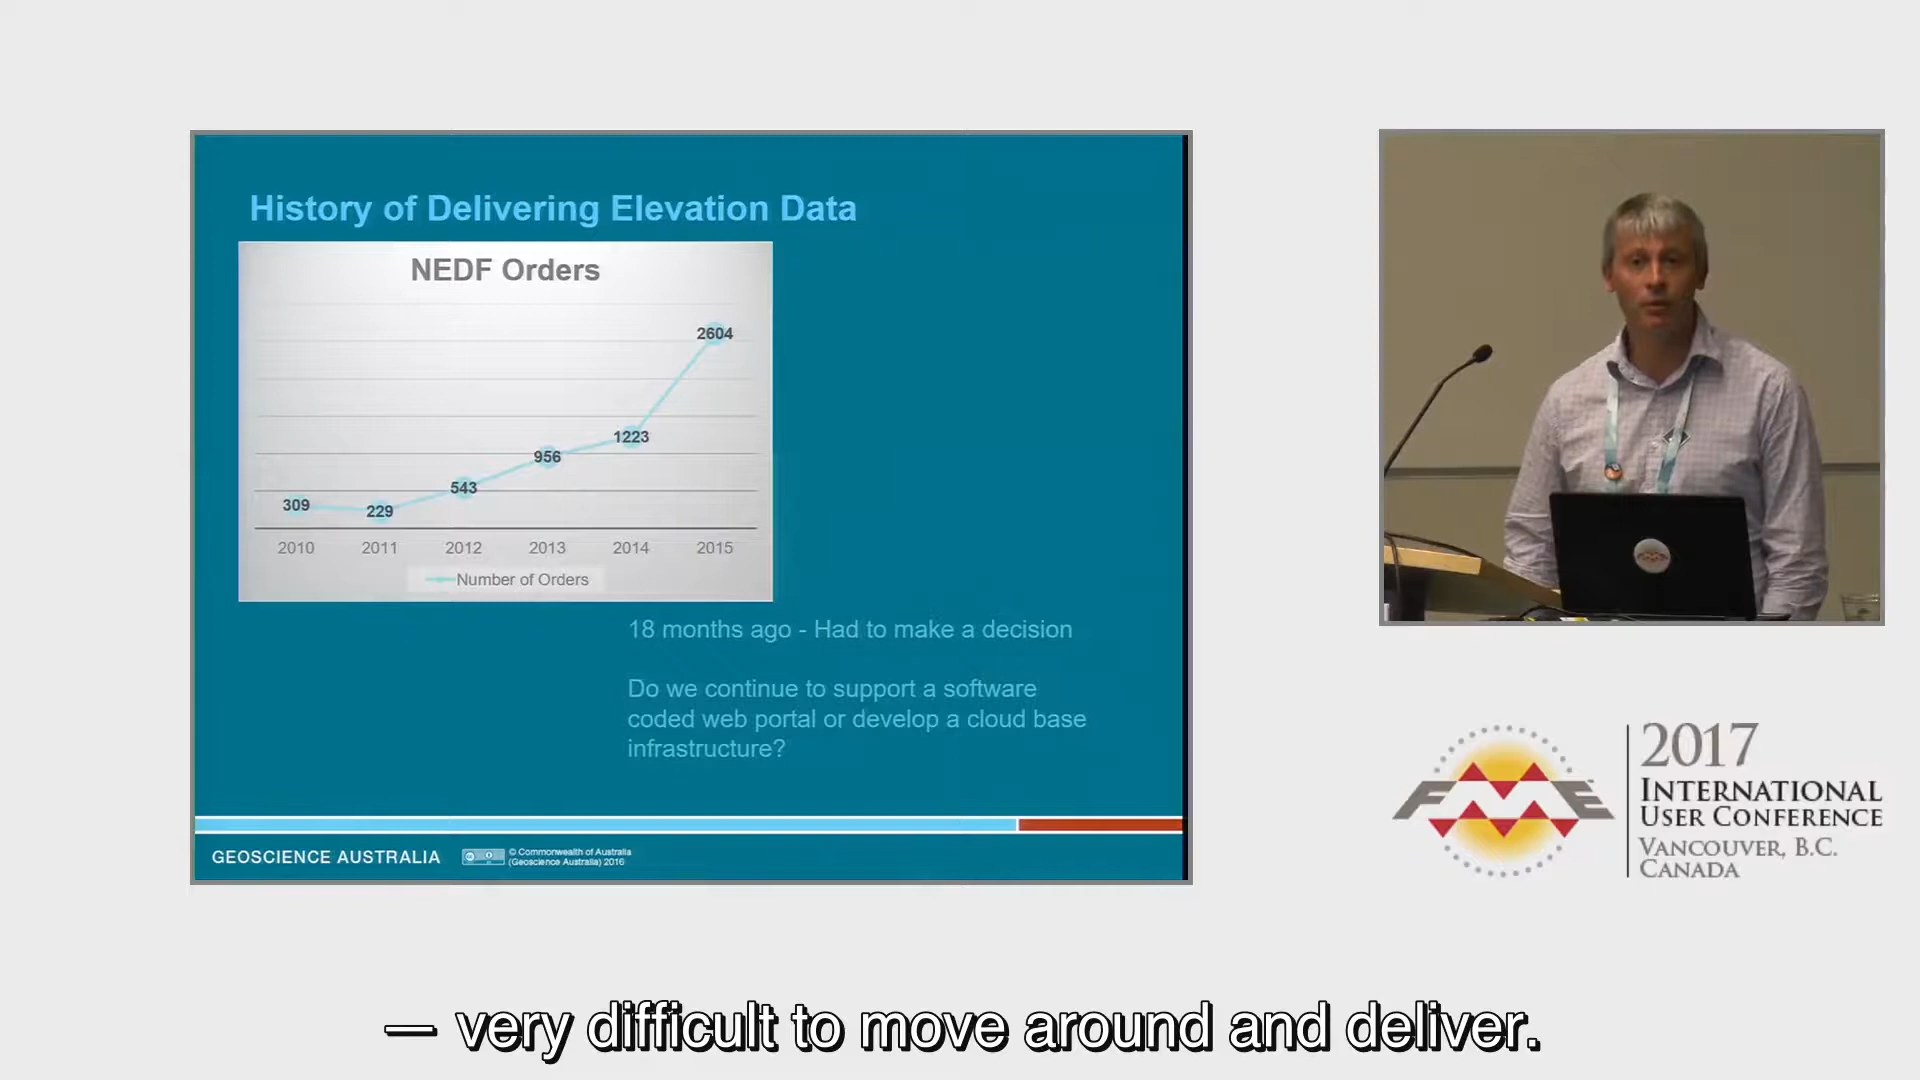 History of Delivering Elevation Data
NEDF Orders
2604
1223
956
543
309
229
2010 2011 2012 2013 2014 2015
Number of Orders
18 months ago - Had to make a decision
Do we continue to support a software
coded web portal or develop a cloud base
infrastructure?
GEOSCIENCE AUSTRALIA
© Commonwealth of Australia
(Geoscience Australia) 2016
FME
2017
INTERNATIONAL
USER CONFERENCE
VANCOUVER, B.C.
CANADA
— very difficult to move around and deliver.